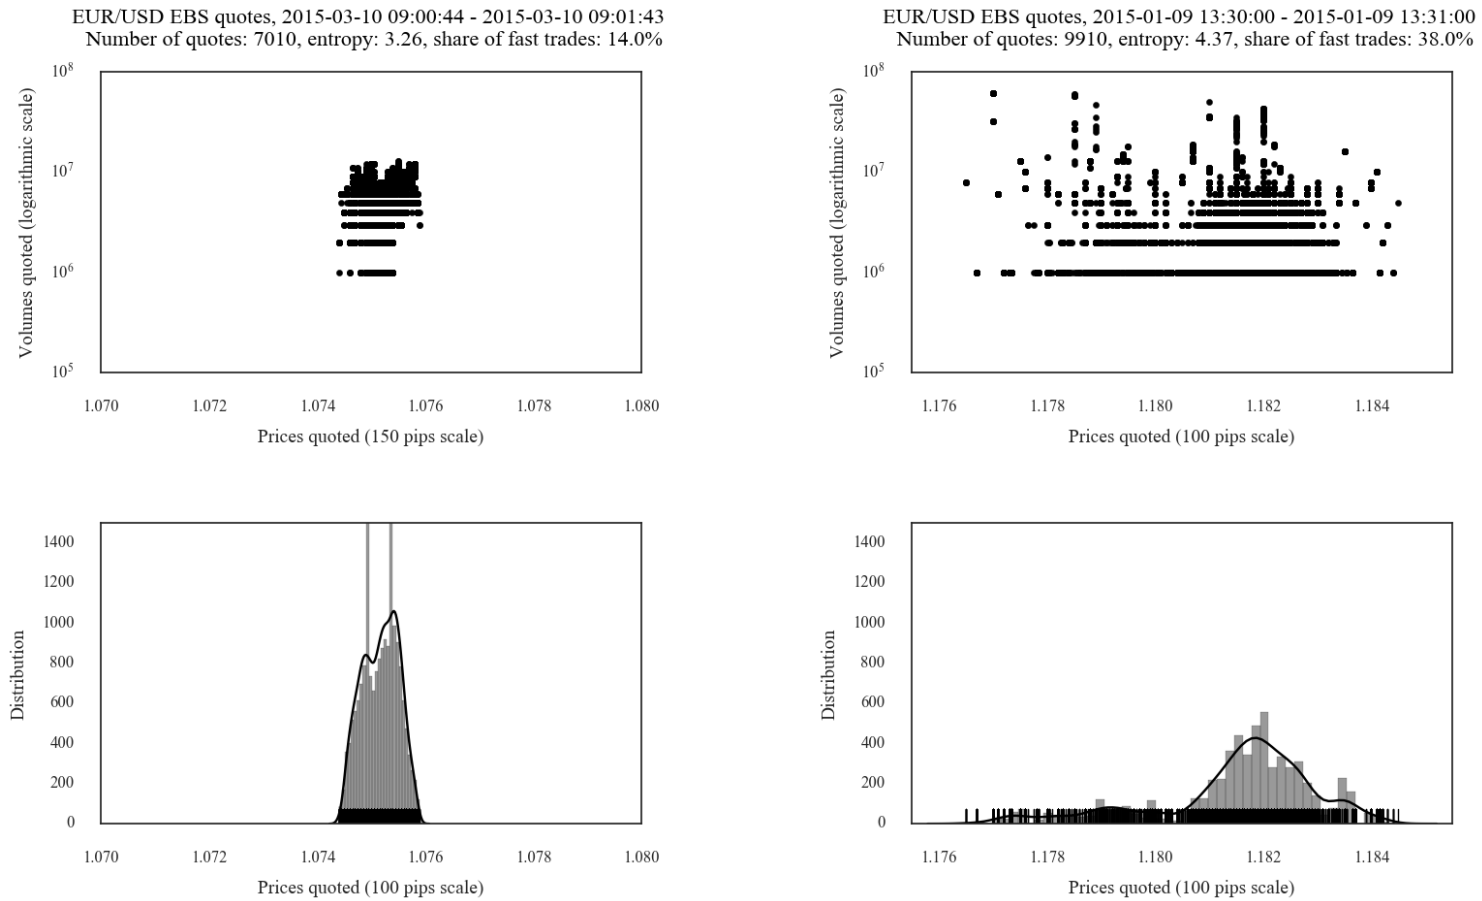 EUR/USD EBS quotes, 2015-03-10 09:00:44 - 2015-03-10 09:01:43
Number of quotes: 7010, entropy: 3.26, share of fast trades: 14.0%
10^8
10^7
10^6
10^5
Volumes quoted (logarithmic scale)
1.070 1.072 1.074 1.076 1.078 1.080
Prices quoted (150 pips scale)
EUR/USD EBS quotes, 2015-01-09 13:30:00 - 2015-01-09 13:31:00
Number of quotes: 9910, entropy: 4.37, share of fast trades: 38.0%
10^8
10^7
10^6
10^5
Volumes quoted (logarithmic scale)
1.176 1.178 1.180 1.182 1.184
Prices quoted (100 pips scale)
1400
1200
1000
800
600
400
200
0
Distribution
1.070 1.072 1.074 1.076 1.078 1.080
Prices quoted (100 pips scale)
1400
1200
1000
800
600
400
200
0
Distribution
1.176 1.178 1.180 1.182 1.184
Prices quoted (100 pips scale)